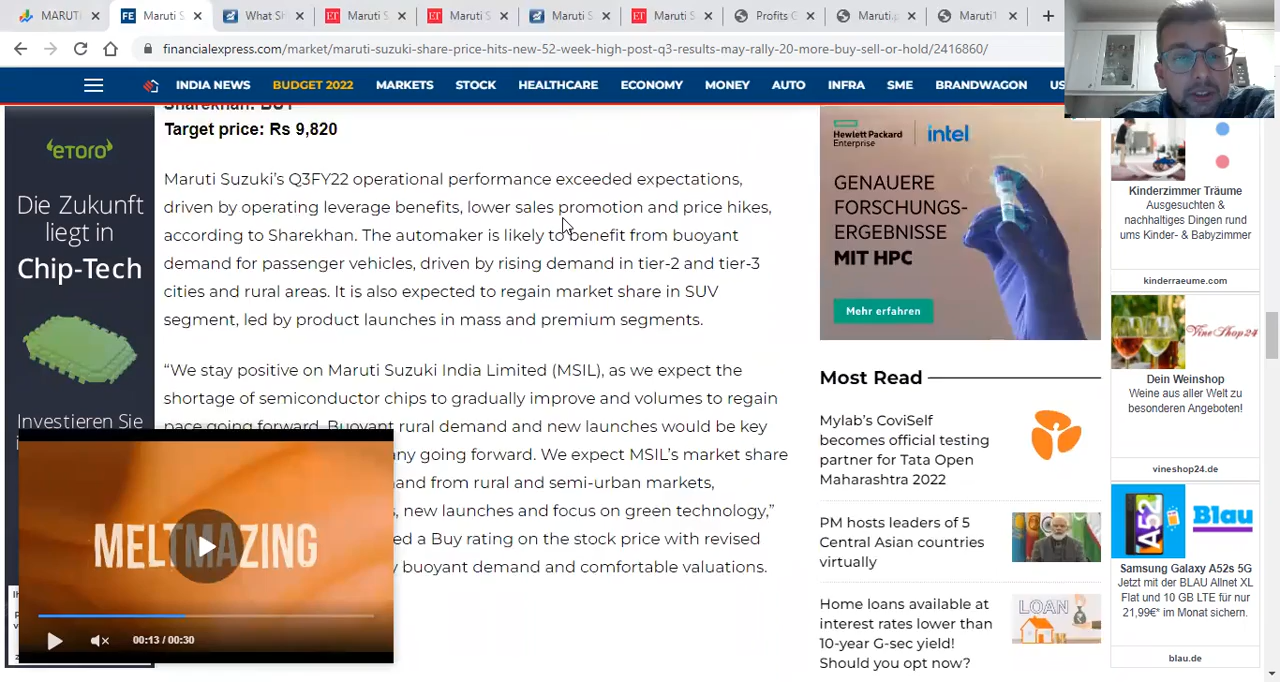 MARUTI
FE Maruti S
What SH
ET Maruti S
ET Maruti S
Maruti S
ET Maruti S
Profits G
Maruti.p
MarutiT
financialexpress.com/market/maruti-suzuki-share-price-hits-new-52-week-high-post-q3-results-may-rally-20-more-buy-sell-or-hold/2416860/
INDIA NEWS BUDGET 2022 MARKETS STOCK HEALTHCARE ECONOMY MONEY AUTO INFRA SME BRANDWAGON US
Sharekhan: BUY
Target price: Rs 9,820
Maruti Suzuki’s Q3FY22 operational performance exceeded expectations,
driven by operating leverage benefits, lower sales promotion and price hikes,
according to Sharekhan. The automaker is likely to benefit from buoyant
demand for passenger vehicles, driven by rising demand in tier-2 and tier-3
cities and rural areas. It is also expected to regain market share in SUV
segment, led by product launches in mass and premium segments.
“We stay positive on Maruti Suzuki India Limited (MSIL), as we expect the
shortage of semiconductor chips to gradually improve and volumes to regain
pace going forward. Buoyant rural demand and new launches would be key
any going forward. We expect MSIL’s market share
and from rural and semi-urban markets,
, new launches and focus on green technology,”
ed a Buy rating on the stock price with revised
y buoyant demand and comfortable valuations.
eToro
Die Zukunft
liegt in
Chip-Tech
Investieren Sie
MELTMAZING
00:13 / 00:30
Hewlett Packard
Enterprise
intel
GENAUERE
FORSCHUNGS-
ERGEBNISSE
MIT HPC
Mehr erfahren
Most Read
Mylab’s CoviSelf
becomes official testing
partner for Tata Open
Maharashtra 2022
PM hosts leaders of 5
Central Asian countries
virtually
Home loans available at
interest rates lower than
10-year G-sec yield!
Should you opt now?
LOAN
Kinderzimmer Träume
Ausgesuchten &
nachhaltiges Dingen rund
ums Kinder- & Babyzimmer
kinderraeume.com
VineShop24
Dein Weinshop
Weine aus aller Welt zu
besonderen Angeboten!
vineshop24.de
A52s
Blau
Samsung Galaxy A52s 5G
Jetzt mit der BLAU Allnet XL
Flat und 10 GB LTE für nur
21,99€* im Monat sichern.
blau.de